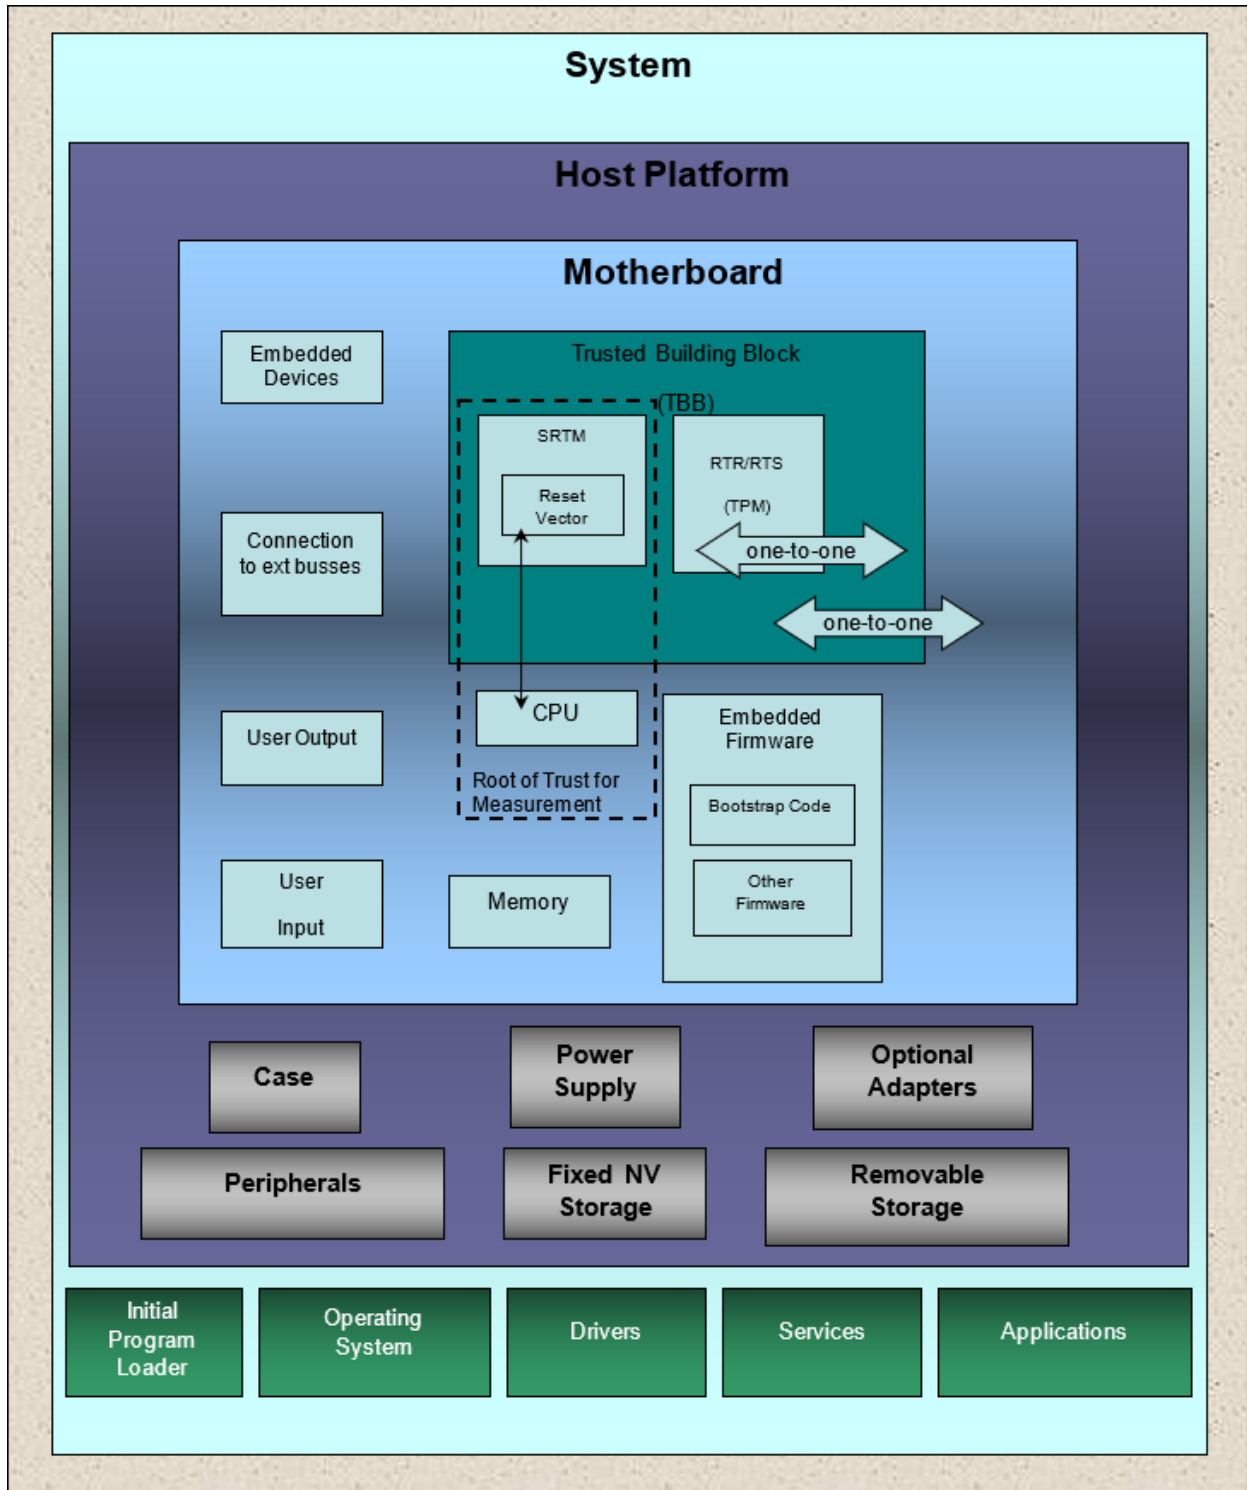 System
Host Platform
Motherboard
Embedded
Devices
Trusted Building Block
(TBB)
SRTM
Reset
Vector
RTR/RTS
(TPM)
one-to-one
one-to-one
Connection
to ext busses
CPU
Root of Trust for
Measurement
User Output
Embedded
Firmware
Bootstrap Code
Other
Firmware
User
Input
Memory
Case
Power
Supply
Optional
Adapters
Peripherals
Fixed NV
Storage
Removable
Storage
Initial
Program
Loader
Operating
System
Drivers
Services
Applications